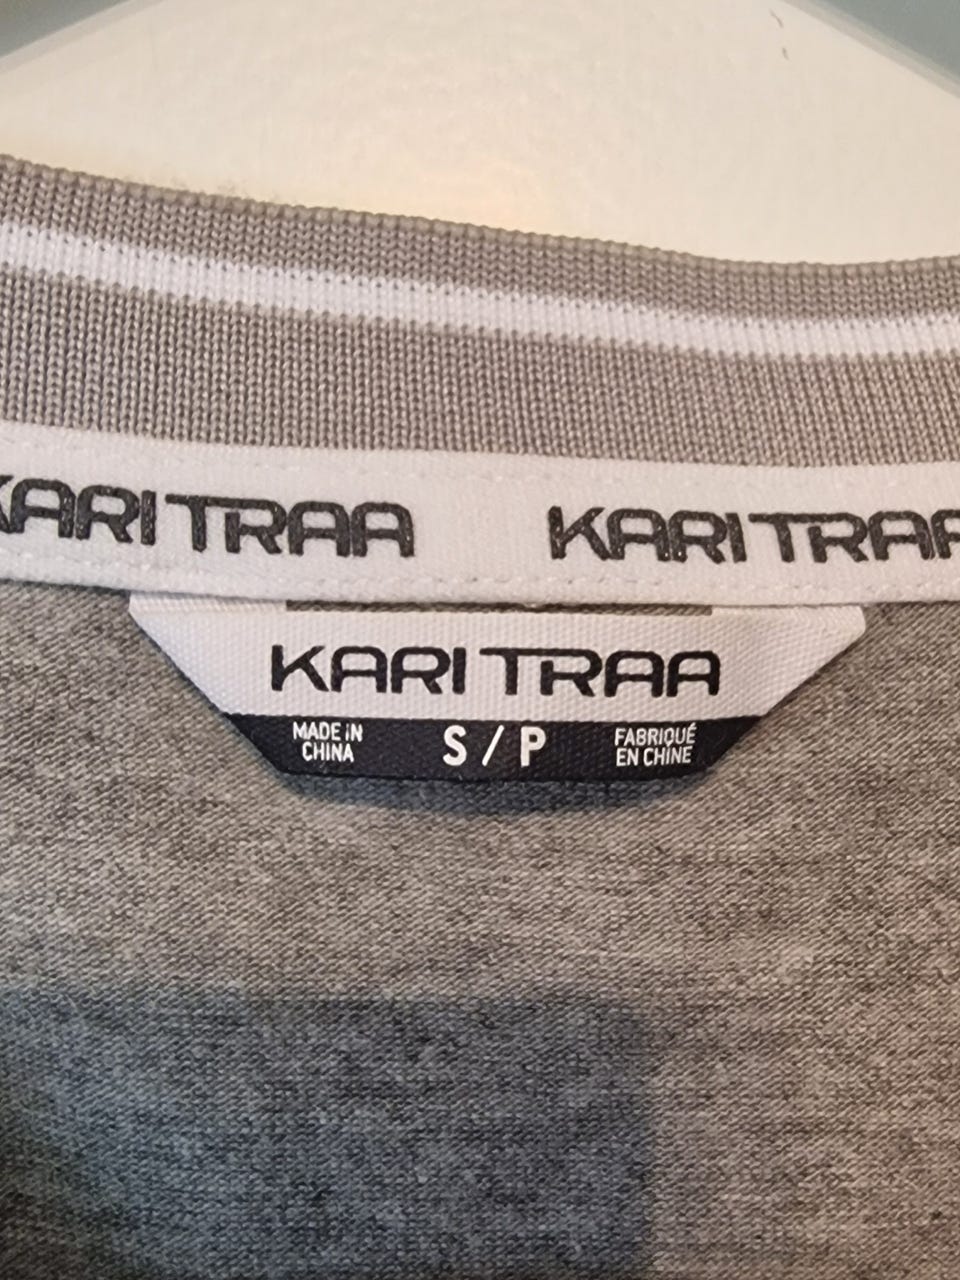 KARI TRAA KARI TRAA
KARI TRAA
MADE IN
CHINA
S / P
FABRIQUÉ
EN CHINE